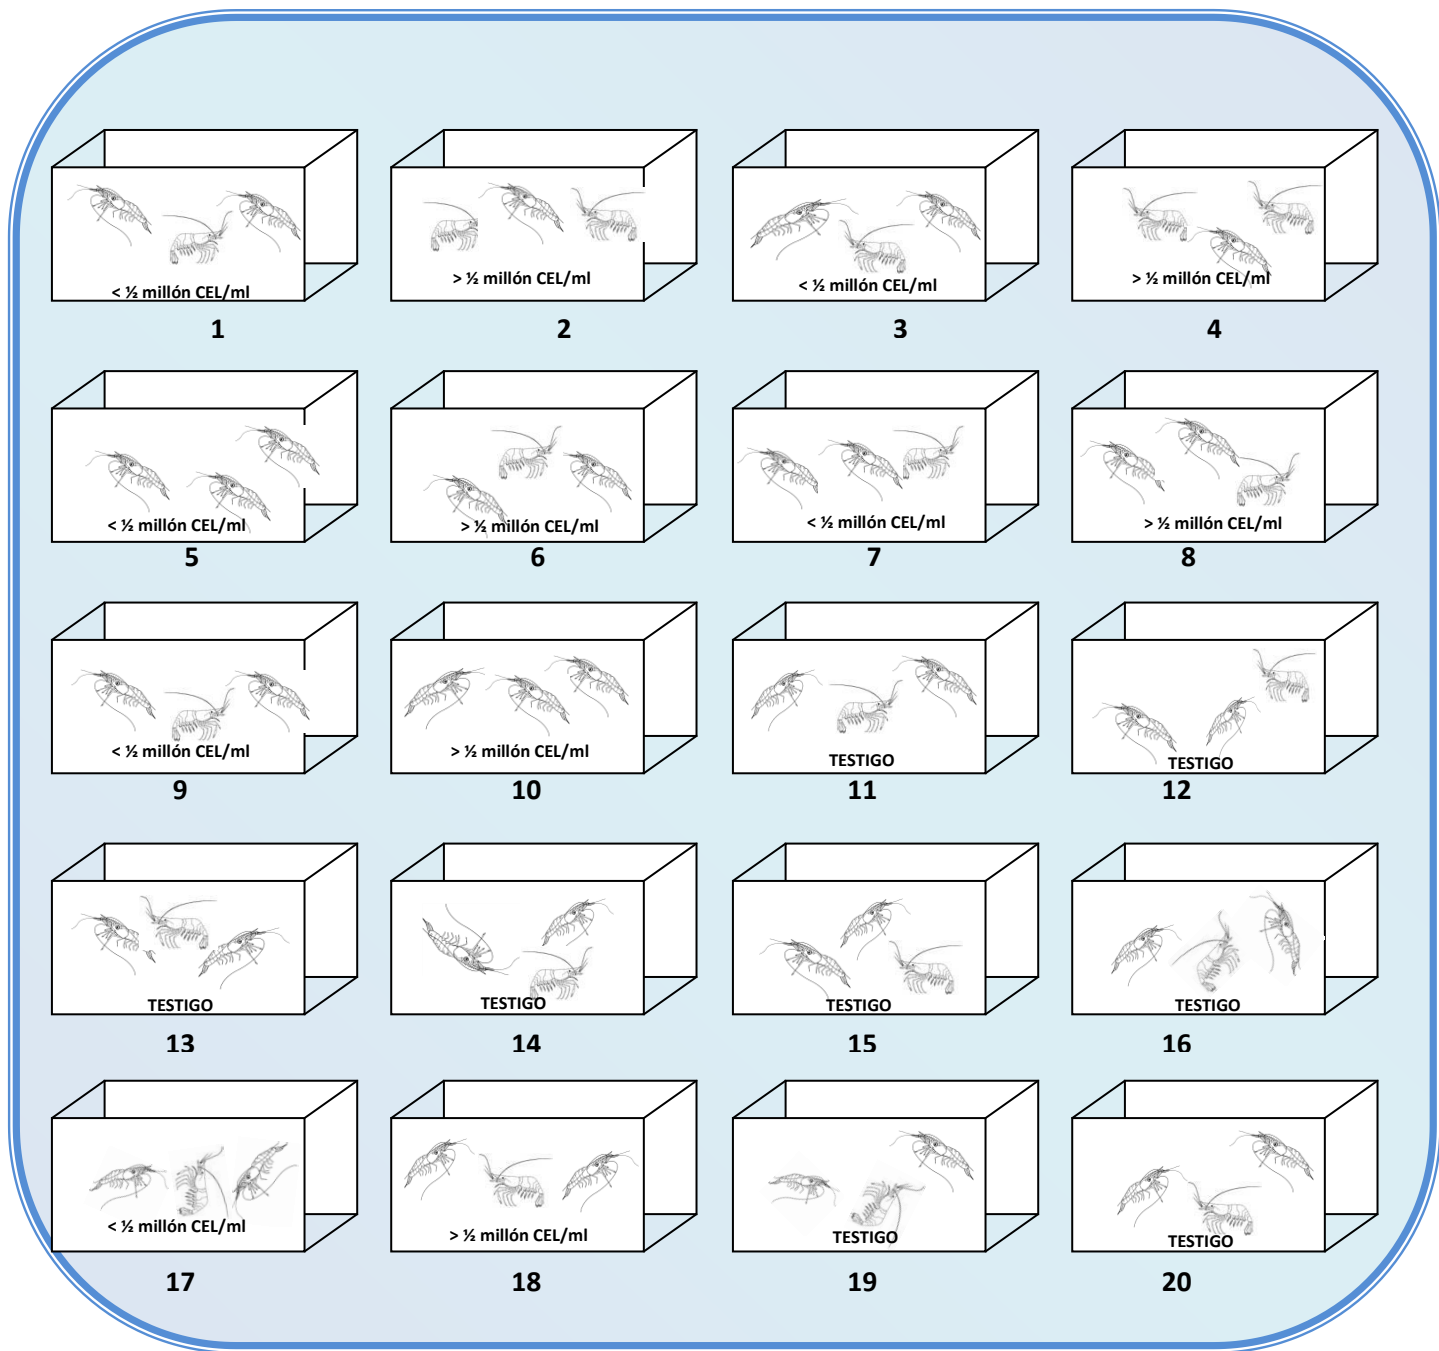 < ½ millón CEL/ml
> ½ millón CEL/ml
< ½ millón CEL/ml
> ½ millón CEL/ml
1
2
3
4
< ½ millón CEL/ml
> ½ millón CEL/ml
< ½ millón CEL/ml
> ½ millón CEL/ml
5
6
7
8
< ½ millón CEL/ml
> ½ millón CEL/ml
TESTIGO
TESTIGO
9
10
11
12
TESTIGO
TESTIGO
TESTIGO
TESTIGO
13
14
15
16
< ½ millón CEL/ml
> ½ millón CEL/ml
TESTIGO
TESTIGO
17
18
19
20